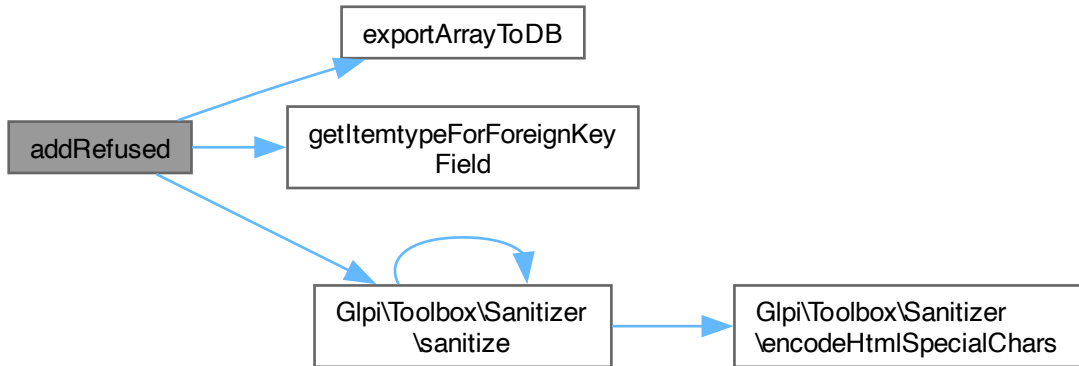 exportArrayToDB
addRefused
getItemtypeForForeignKey
Field
Glpi\Toolbox\Sanitizer
\sanitize
Glpi\Toolbox\Sanitizer
\encodeHtmlSpecialChars